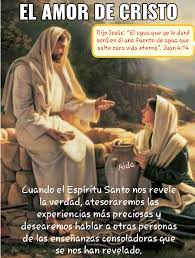 EL AMOR DE CRISTO
Dijo Jesús: "El agua que yo le daré
será en él una fuente de agua que
salte para vida eterna". Juan 4:14
Aida
Cuando el Espíritu Santo nos revele
la verdad, atesoraremos las
experiencias más preciosas y
desearemos hablar a otras personas
de las enseñanzas consoladoras que
se nos han revelado.